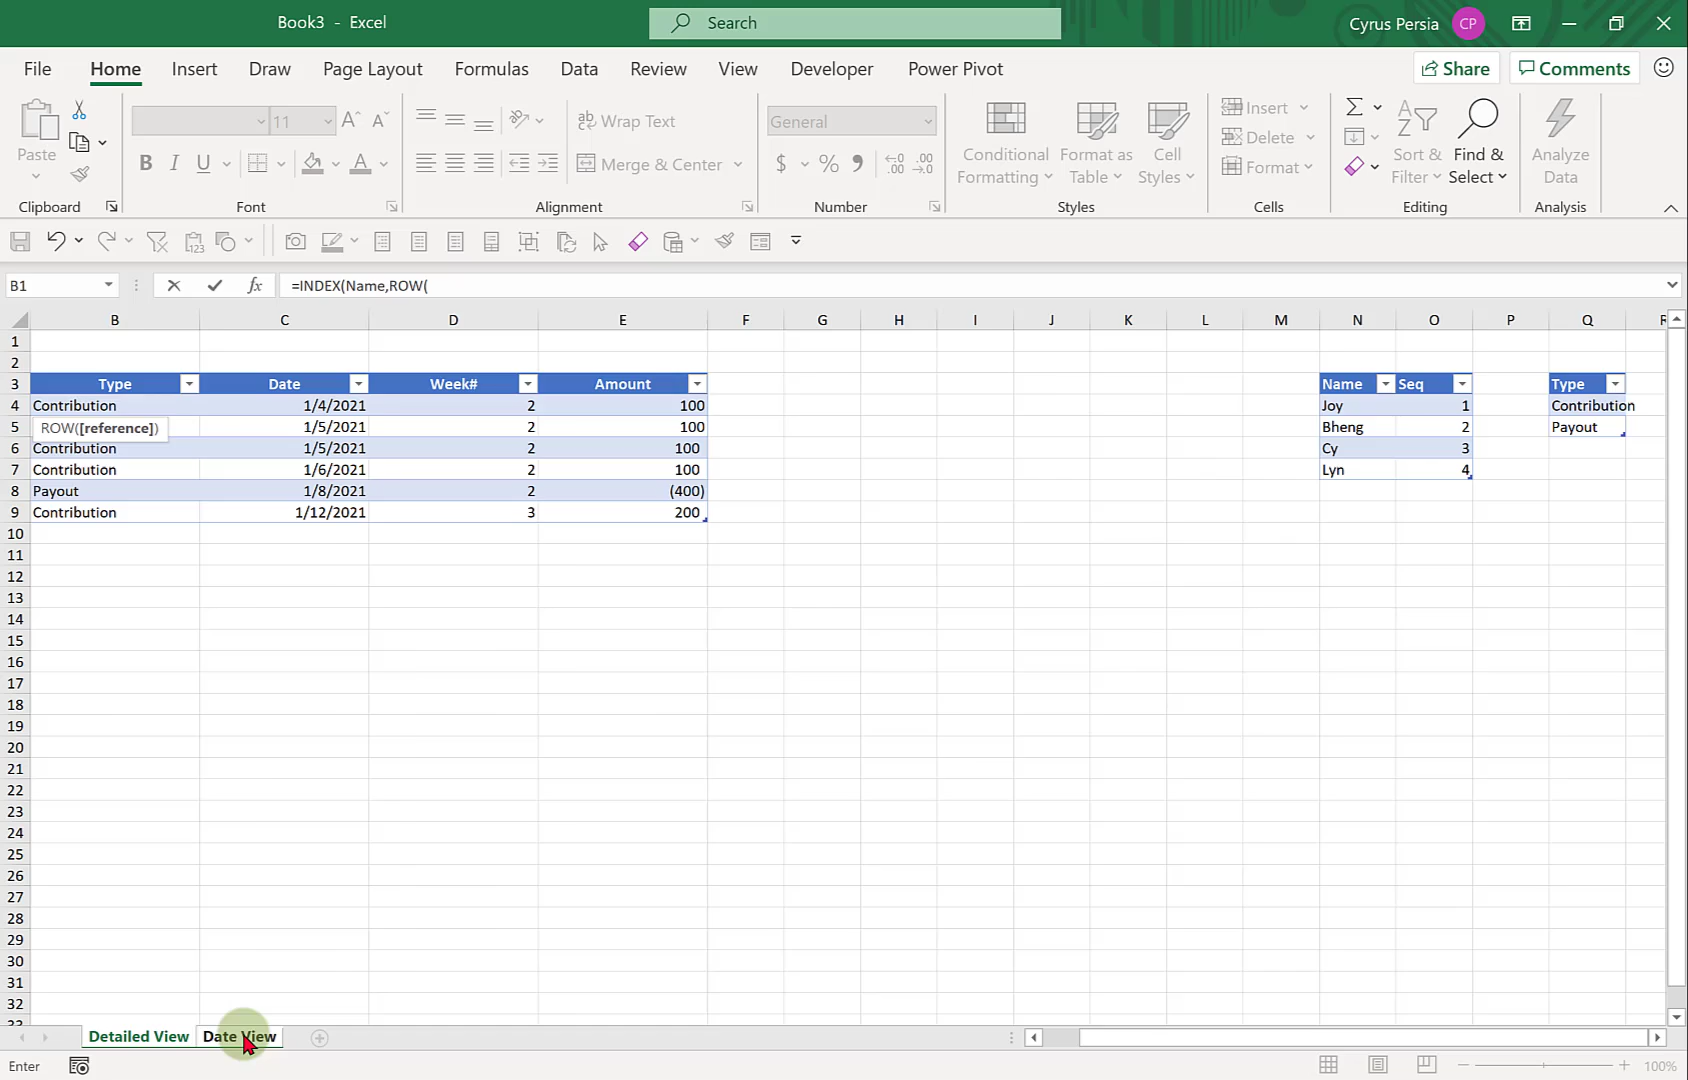 Book3 - Excel
Search
Cyrus Persia CP
File Home Insert Draw Page Layout Formulas Data Review View Developer Power Pivot Share Comments
Paste
Clipboard
11
B I U
Font
Wrap Text
Merge & Center
Alignment
General
$ % 9
Number
Conditional Formatting
Format as Table
Cell Styles
Styles
Insert
Delete
Format
Cells
Sort & Filter
Find & Select
Editing
Analyze Data
Analysis
B1 fx =INDEX(Name,ROW(
B C D E F G H I J K L M N O P Q R
1
2
3 Type Date Week# Amount Name Seq Type
4 Contribution 1/4/2021 2 100 Joy 1 Contribution
5 ROW([reference]) 1/5/2021 2 100 Bheng 2 Payout
6 Contribution 1/5/2021 2 100 Cy 3
7 Contribution 1/6/2021 2 100 Lyn 4
8 Payout 1/8/2021 2 (400)
9 Contribution 1/12/2021 3 200
10
11
12
13
14
15
16
17
18
19
20
21
22
23
24
25
26
27
28
29
30
31
32
33
Detailed View Date View
Enter 100%